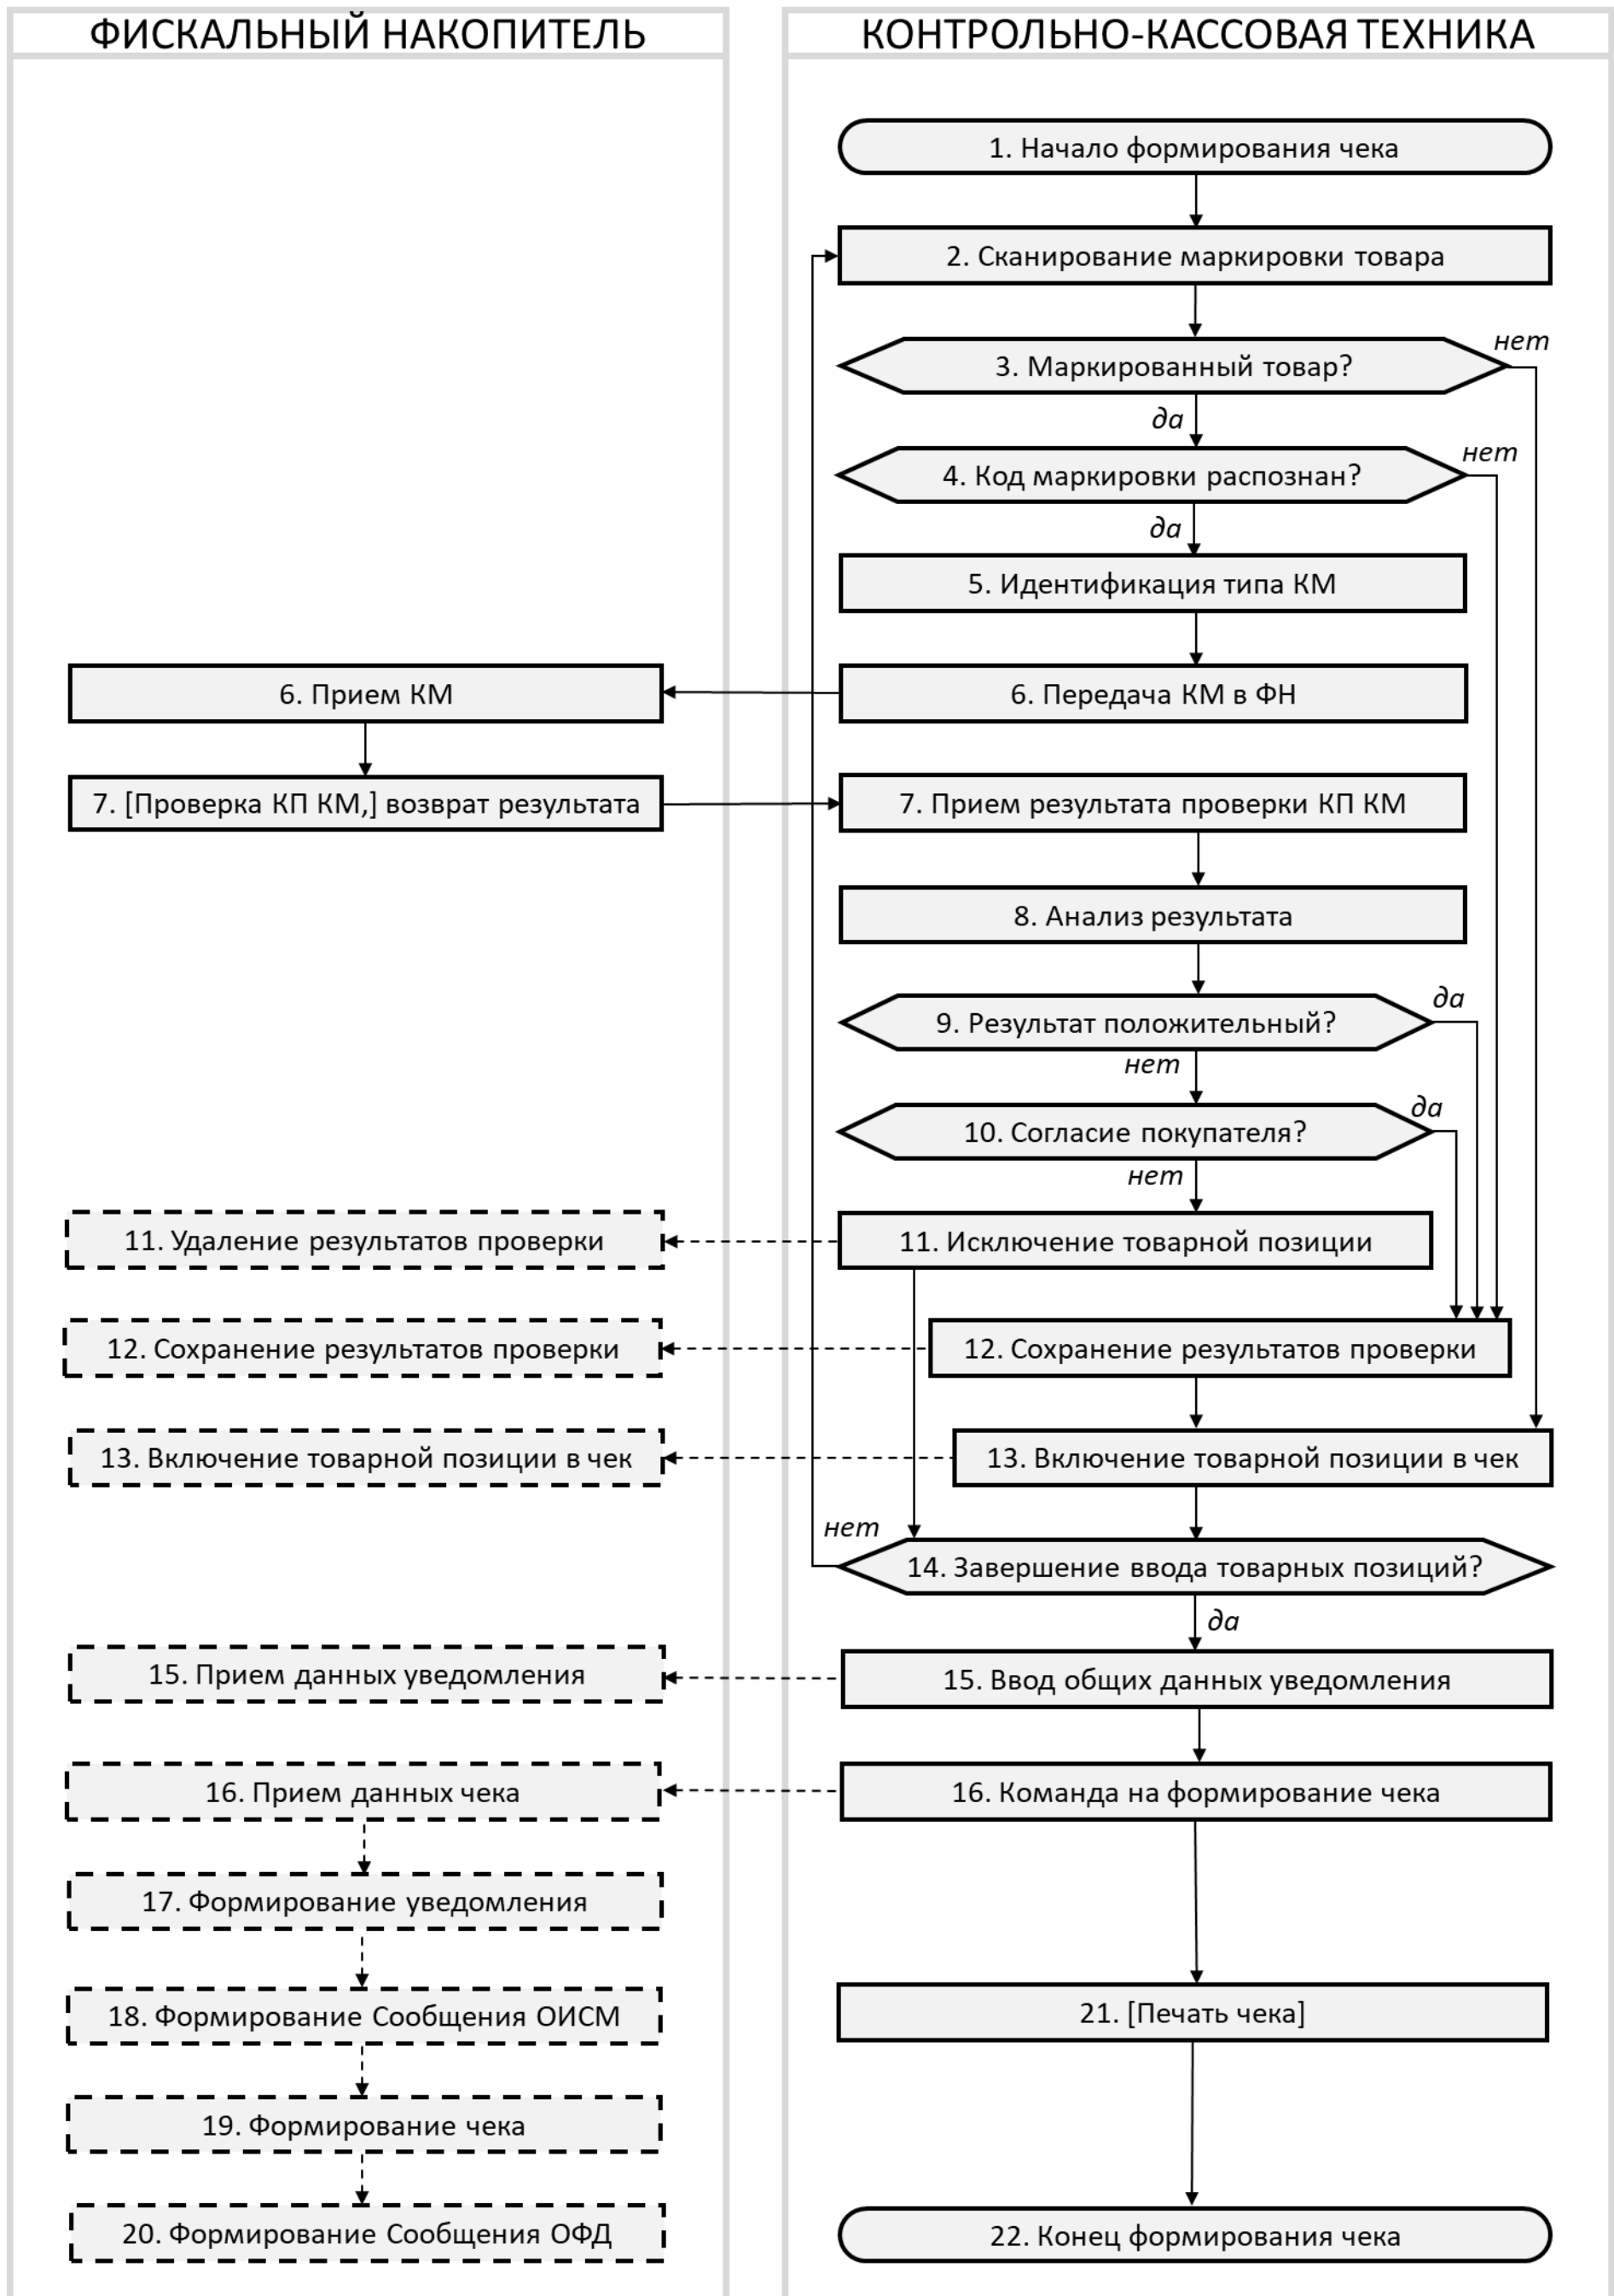 ФИСКАЛЬНЫЙ НАКОПИТЕЛЬ
КОНТРОЛЬНО-КАССОВАЯ ТЕХНИКА
1. Начало формирования чека
2. Сканирование маркировки товара
3. Маркированный товар?
нет
да
4. Код маркировки распознан?
нет
да
5. Идентификация типа КМ
6. Прием КМ
6. Передача КМ в ФН
7. [Проверка КП КМ,] возврат результата
7. Прием результата проверки КП КМ
8. Анализ результата
9. Результат положительный?
да
нет
10. Согласие покупателя?
да
нет
11. Удаление результатов проверки
11. Исключение товарной позиции
12. Сохранение результатов проверки
12. Сохранение результатов проверки
13. Включение товарной позиции в чек
13. Включение товарной позиции в чек
нет
14. Завершение ввода товарных позиций?
да
15. Прием данных уведомления
15. Ввод общих данных уведомления
16. Прием данных чека
16. Команда на формирование чека
17. Формирование уведомления
18. Формирование Сообщения ОИСМ
21. [Печать чека]
19. Формирование чека
20. Формирование Сообщения ОФД
22. Конец формирования чека